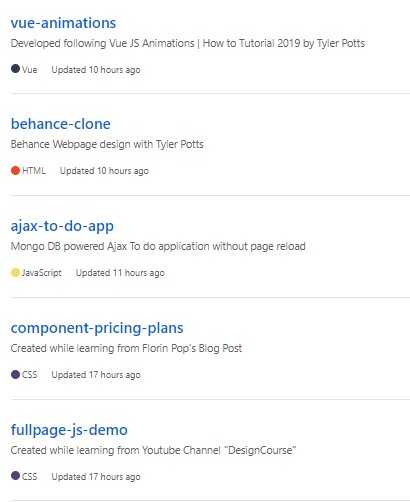 vue-animations
Developed following Vue JS Animations | How to Tutorial 2019 by Tyler Potts
Vue Updated 10 hours ago
behance-clone
Behance Webpage design with Tyler Potts
HTML Updated 10 hours ago
ajax-to-do-app
Mongo DB powered Ajax To do application without page reload
JavaScript Updated 11 hours ago
component-pricing-plans
Created while learning from Florin Pop's Blog Post
CSS Updated 17 hours ago
fullpage-js-demo
Created while learning from Youtube Channel "DesignCourse"
CSS Updated 17 hours ago